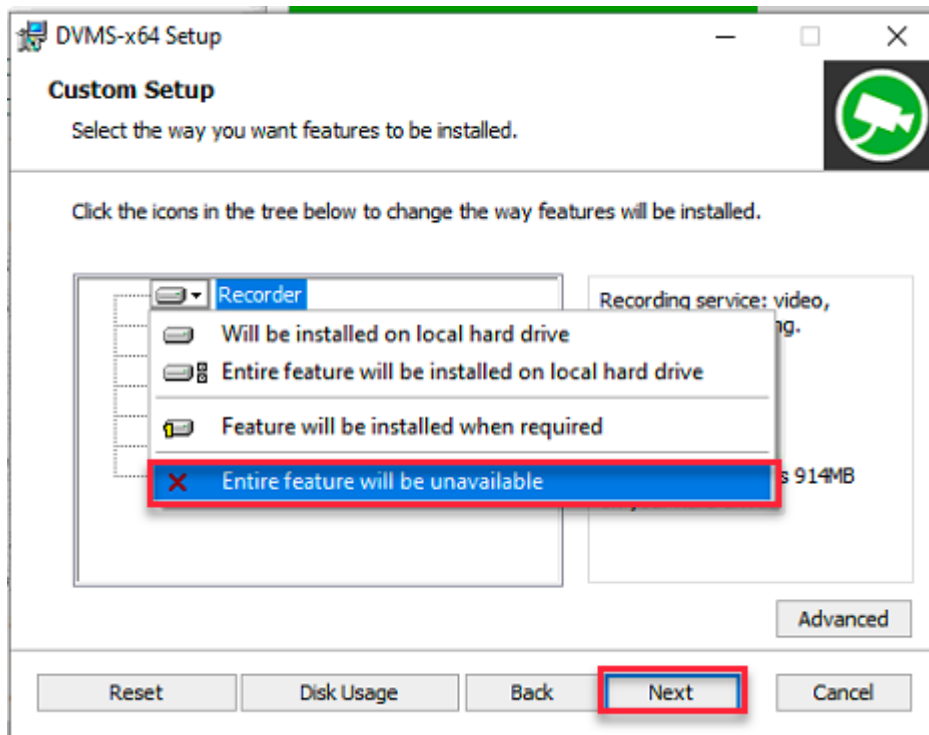 DVMS-x64 Setup
Custom Setup
Select the way you want features to be installed.
Click the icons in the tree below to change the way features will be installed.
Recorder
Recording service: video,
Will be installed on local hard drive
Entire feature will be installed on local hard drive
Feature will be installed when required
Entire feature will be unavailable
914MB
Advanced
Reset
Disk Usage
Back
Next
Cancel